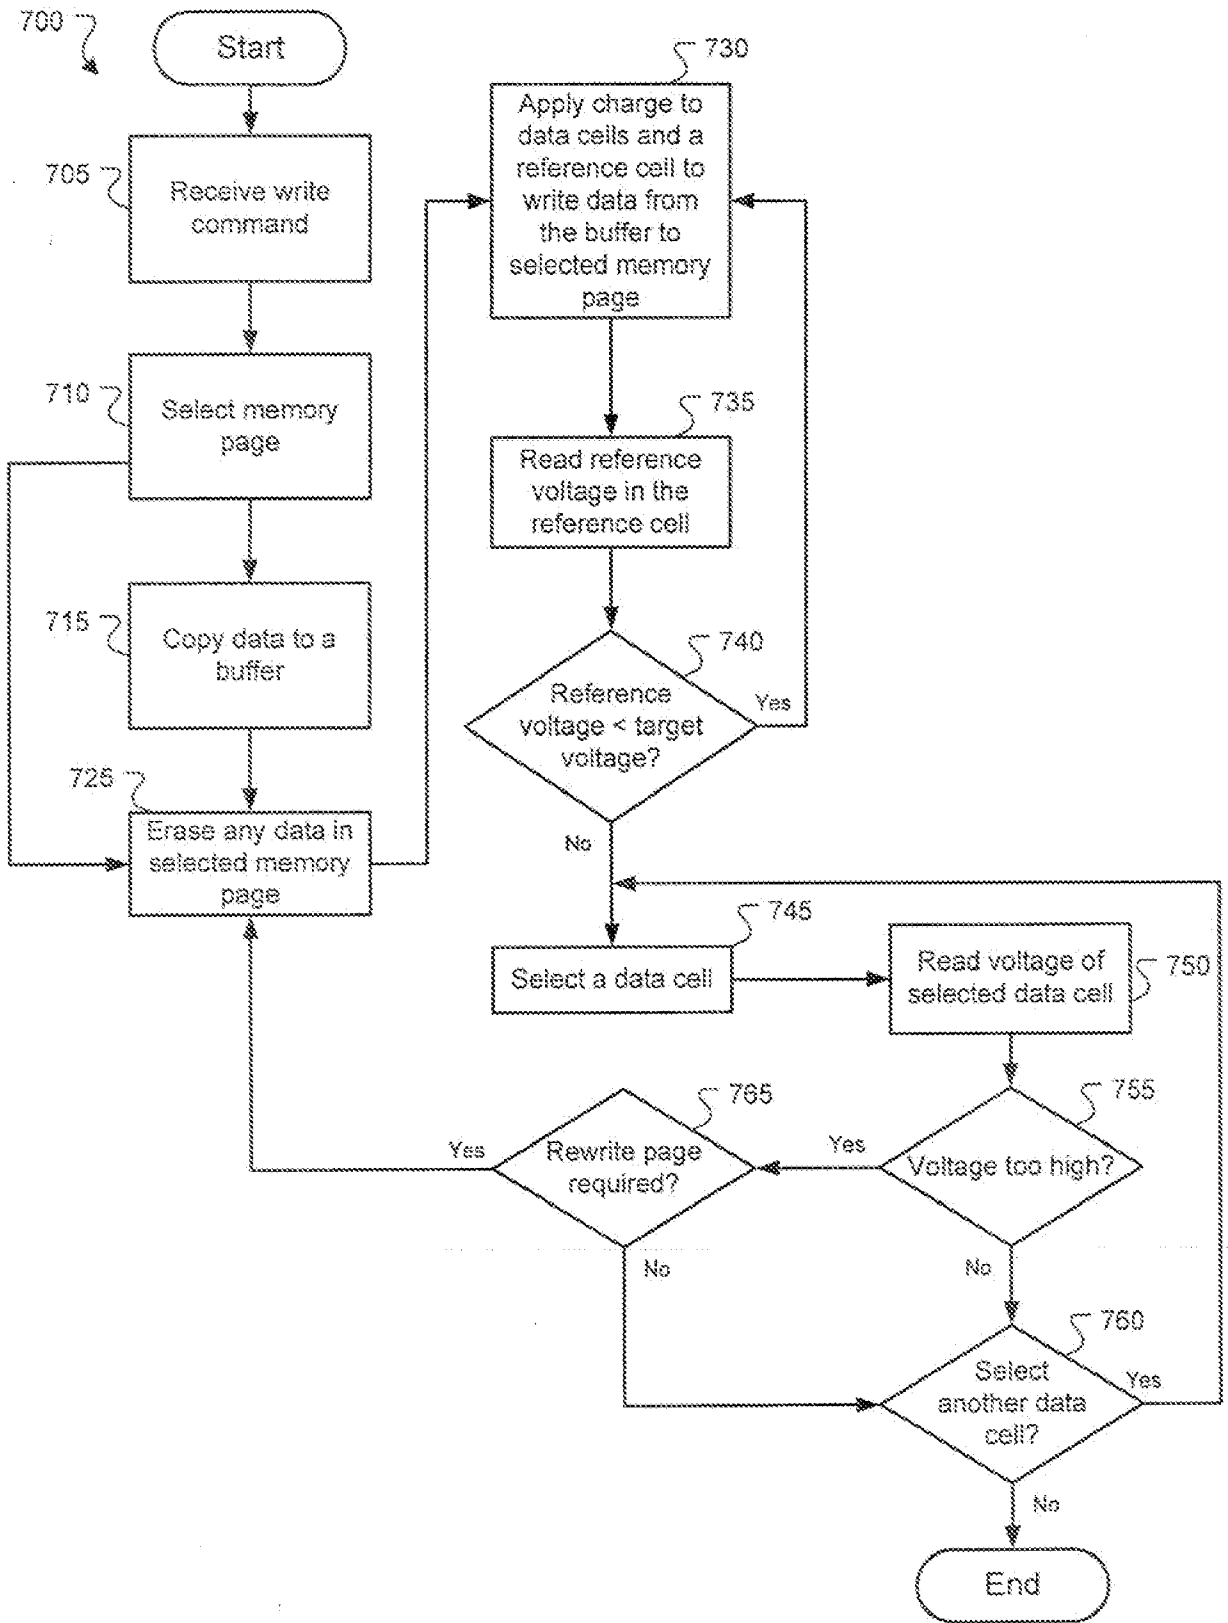 700
Start
705
Receive write
command
710
Select memory
page
715
Copy data to a
buffer
725
Erase any data in
selected memory
page
730
Apply charge to
data cells and a
reference cell to
write data from
the buffer to
selected memory
page
735
Read reference
voltage in the
reference cell
740
Reference
voltage < target
voltage?
Yes
No
745
Select a data cell
750
Read voltage of
selected data cell
755
Voltage too high?
Yes
No
765
Rewrite page
required?
Yes
No
760
Select
another data
cell?
Yes
No
End